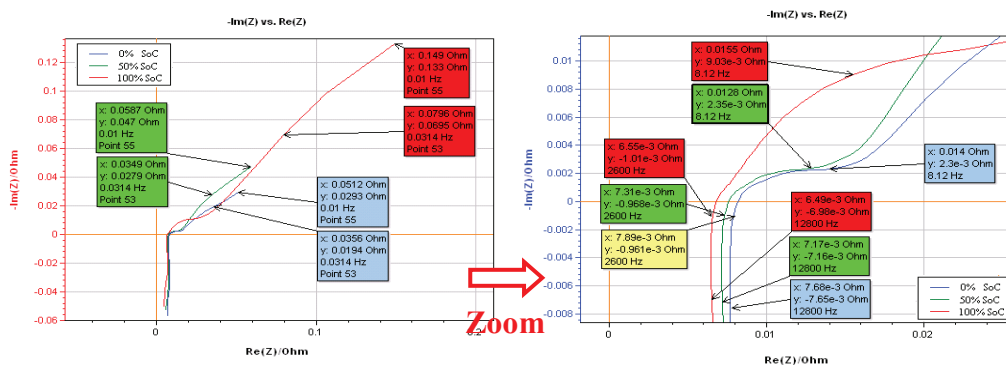 -Im(Z) vs. Re(Z)
0% SoC
50% SoC
100% SoC
x: 0.149 Ohm
y: 0.133 Ohm
0.01 Hz
Point 55
x: 0.0587 Ohm
y: 0.047 Ohm
0.01 Hz
Point 55
x: 0.0796 Ohm
y: 0.0695 Ohm
0.0314 Hz
Point 53
x: 0.0349 Ohm
y: 0.0279 Ohm
0.0314 Hz
Point 53
x: 0.0512 Ohm
y: 0.0293 Ohm
0.01 Hz
Point 55
x: 0.0356 Ohm
y: 0.0194 Ohm
0.0314 Hz
Point 53
-Im(Z)/Ohm
0.12
0.1
0.08
0.06
0.04
0.02
0
-0.02
-0.04
-0.06
0
0.1
0.2
Re(Z)/Ohm
Zoom
-Im(Z) vs. Re(Z)
x: 0.0155 Ohm
y: 9.03e-3 Ohm
8.12 Hz
x: 0.0128 Ohm
y: 2.35e-3 Ohm
8.12 Hz
x: 6.55e-3 Ohm
y: -1.01e-3 Ohm
2600 Hz
x: 0.014 Ohm
y: 2.3e-3 Ohm
8.12 Hz
x: 7.31e-3 Ohm
y: -0.968e-3 Ohm
2600 Hz
x: 6.49e-3 Ohm
y: -6.98e-3 Ohm
12800 Hz
x: 7.89e-3 Ohm
y: -0.961e-3 Ohm
2600 Hz
x: 7.17e-3 Ohm
y: -7.16e-3 Ohm
12800 Hz
x: 7.68e-3 Ohm
y: -7.65e-3 Ohm
12800 Hz
0% SoC
50% SoC
100% SoC
-Im(Z)/Ohm
0.01
0.008
0.006
0.004
0.002
0
-0.002
-0.004
-0.006
-0.008
0
0.01
0.02
Re(Z)/Ohm